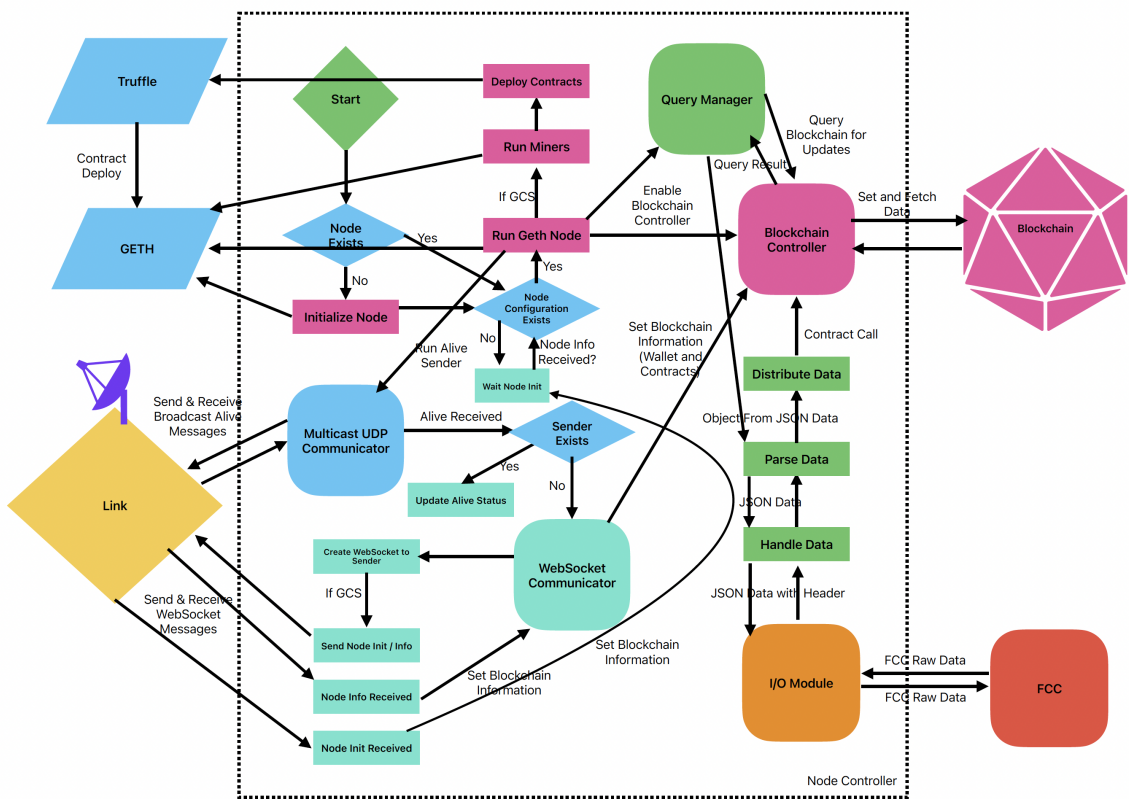 Truffle
Start
Deploy Contracts
Query Manager
Query
Blockchain for
Updates
Contract
Deploy
Run Miners
Query Result
If GCS
Enable
Blockchain
Controller
Set and Fetch
Data
Blockchain
GETH
Node
Exists
Yes
Run Geth Node
Blockchain
Controller
No
Yes
Initialize Node
Node
Configuration
Exists
No
Node Info
Received?
Set Blockchain
Information
(Wallet and
Contracts)
Contract Call
Run Alive
Sender
Wait Node Init
Distribute Data
Send & Receive
Broadcast Alive
Messages
Multicast UDP
Communicator
Alive Received
Sender
Exists
Object From JSON Data
Parse Data
Yes
No
Update Alive Status
JSON Data
Link
Handle Data
Create WebSocket to
Sender
WebSocket
Communicator
If GCS
JSON Data with Header
Send & Receive
WebSocket
Messages
Send Node Init / Info
Set Blockchain
Information
Node Info Received
Set Blockchain
Information
I/O Module
FCC Raw Data
FCC Raw Data
FCC
Node Init Received
Node Controller